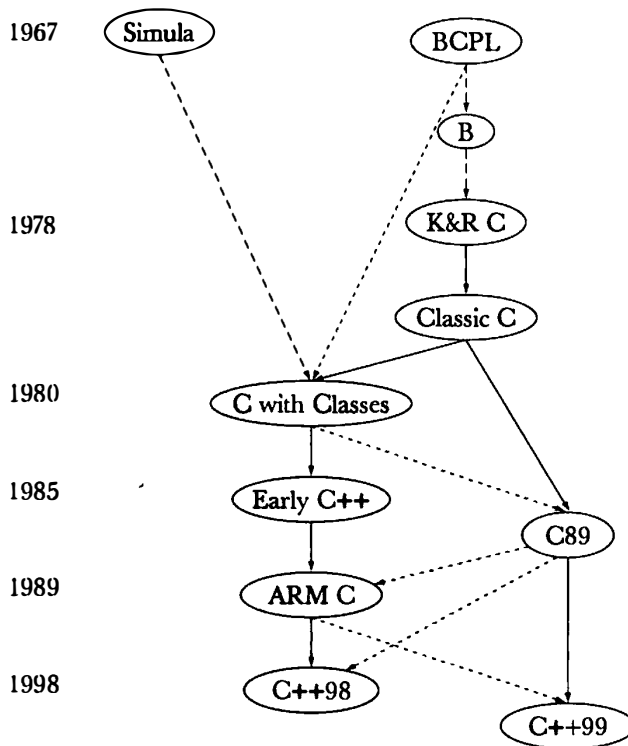 1967 Simula BCPL
B
1978 K&R C
Classic C
1980 C with Classes
1985 Early C++
C89
1989 ARM C
1998 C++98
C++99